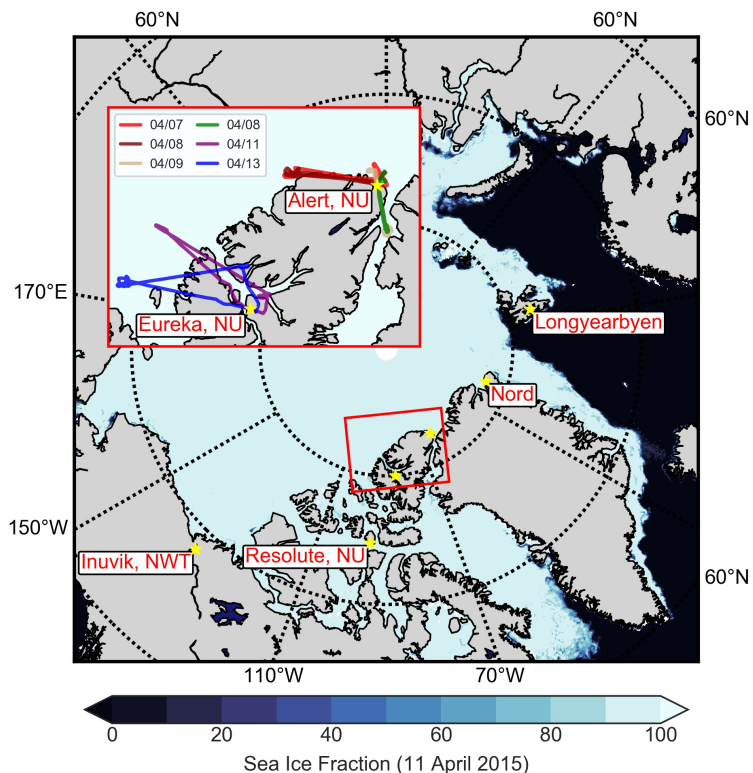 60°N 60°N
60°N
04/07 04/08
04/08 04/11
04/09 04/13
Alert, NU
170°E
Eureka, NU
Longyearbyen
Nord
150°W
Inuvik, NWT
Resolute, NU
60°N
110°W 70°W
0 20 40 60 80 100
Sea Ice Fraction (11 April 2015)